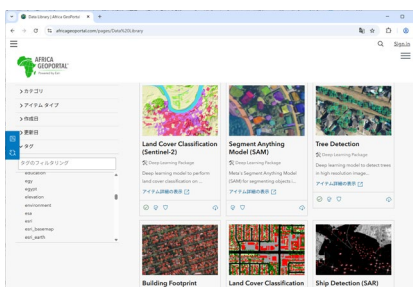 Data Library | Africa GeoPortal
africageoportal.com/pages/Data%20Library
Sign in
AFRICA
GEOPORTAL
Powered by Esri
カテゴリ
アイテム タイプ
作成日
更新日
タグ
タグのフィルタリング
education
egy
egypt
elevation
environment
esa
esri
esri_basemap
esri_earth
Land Cover Classification
(Sentinel-2)
Deep Learning Package
Deep learning model to perform
land cover classification on...
アイテム詳細の表示
Segment Anything
Model (SAM)
Deep Learning Package
Meta's Segment Anything Model
(SAM) for segmenting objects i...
アイテム詳細の表示
Tree Detection
Deep Learning Package
Deep learning model to detect trees
in high resolution image...
アイテム詳細の表示
Building Footprint
Land Cover Classification
Ship Detection (SAR)